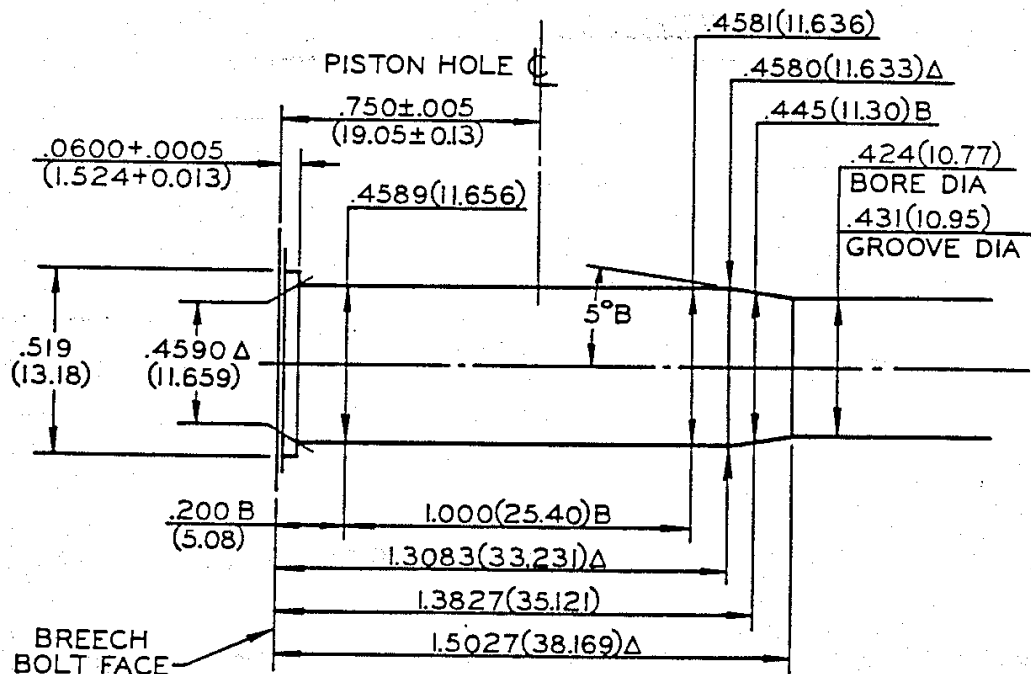 .4581(11.636)
PISTON HOLE ℄
.4580(11.633)Δ
.750±.005
(19.05±0.13)
.445(11.30)B
.0600+.0005
(1.524+0.013)
.424(10.77)
BORE DIA
.4589(11.656)
.431(10.95)
GROOVE DIA
5°B
.519
(13.18)
.4590 Δ
(11.659)
.200 B
(5.08)
1.000(25.40)B
1.3083(33.231)Δ
1.3827(35.121)
1.5027(38.169)Δ
BREECH
BOLT FACE